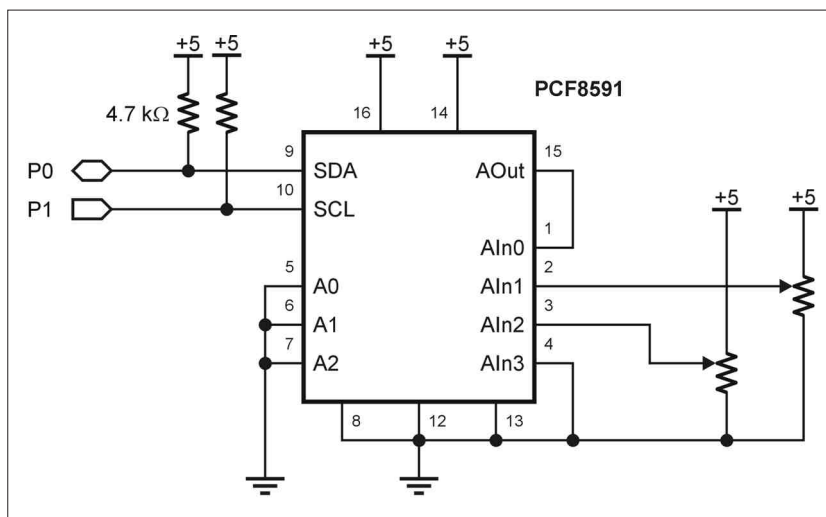 +5 +5 +5 +5
PCF8591
4.7 kΩ
16 14
9 15
P0 SDA AOut
10
P1 SCL +5 +5
1
AIn0
5 2
A0 AIn1
6 3
A1 AIn2
7 4
A2 AIn3
8 12 13